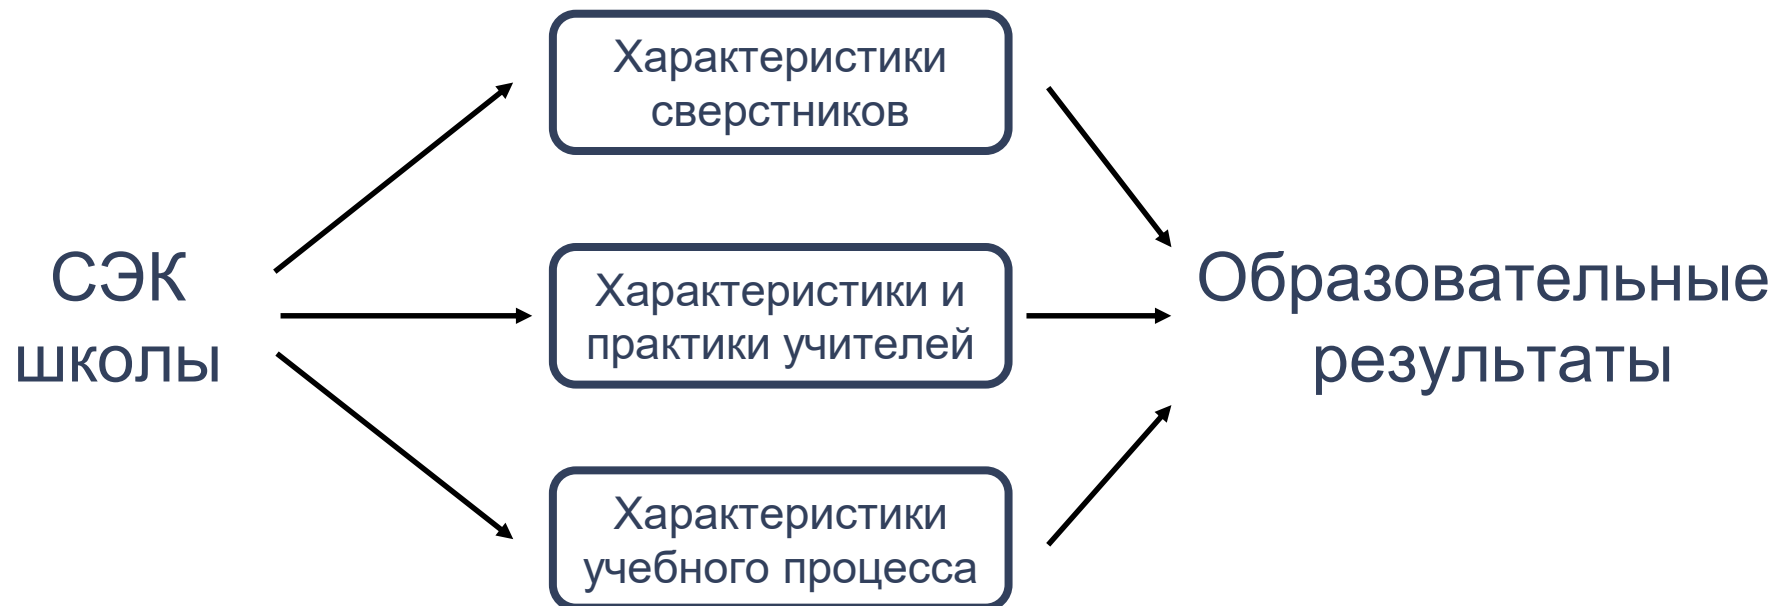 СЭК
школы
Характеристики
сверстников
Характеристики и
практики учителей
Характеристики
учебного процесса
Образовательные
результаты